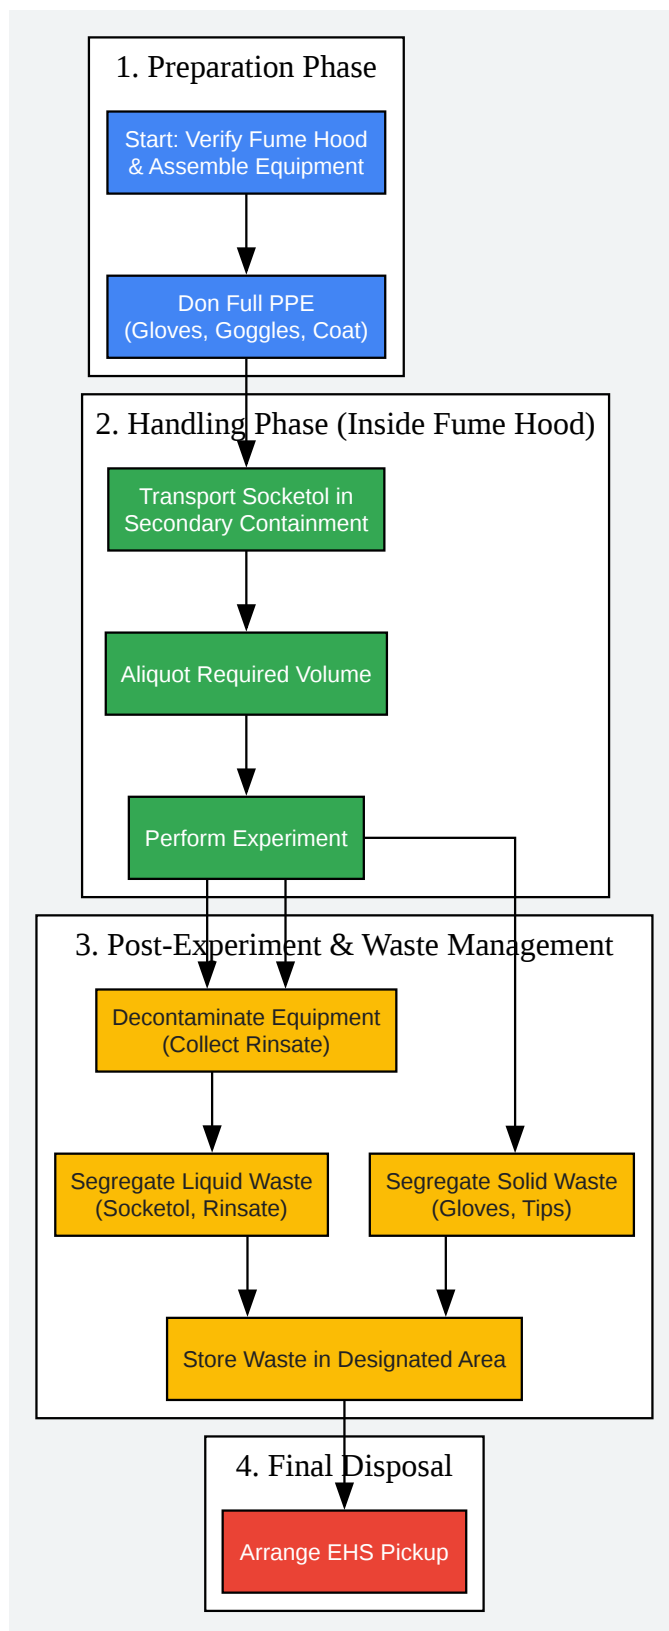 1. Preparation Phase
Start: Verify Fume Hood
& Assemble Equipment
Don Full PPE
(Gloves, Goggles, Coat)
2. Handling Phase (Inside Fume Hood)
Transport Socketol in
Secondary Containment
Aliquot Required Volume
Perform Experiment
3. Post-Experiment & Waste Management
Decontaminate Equipment
(Collect Rinsate)
Segregate Liquid Waste
(Socketol, Rinsate)
Segregate Solid Waste
(Gloves, Tips)
Store Waste in Designated Area
4. Final Disposal
Arrange EHS Pickup